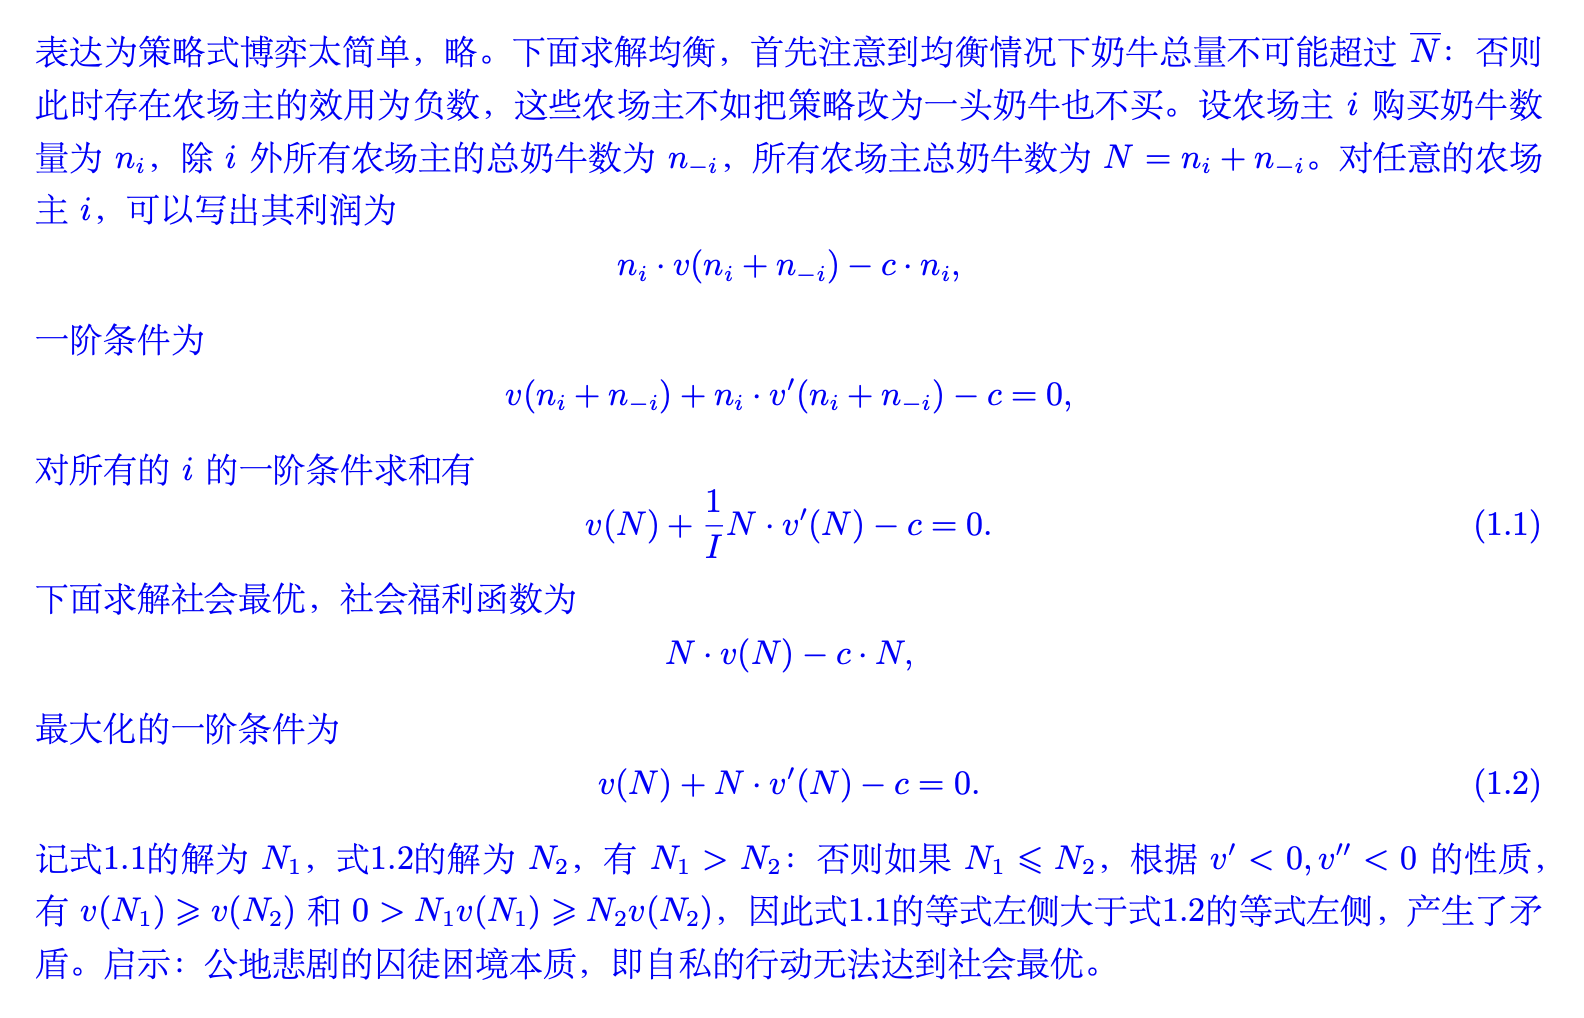 表达为策略式博弈太简单，略。下面求解均衡，首先注意到均衡情况下奶牛总量不可能超过 $\overline{N}$：否则
此时存在农场主的效用为负数，这些农场主不如把策略改为一头奶牛也不买。设农场主 $i$ 购买奶牛数
量为 $n_i$，除 $i$ 外所有农场主的总奶牛数为 $n_{-i}$，所有农场主总奶牛数为 $N = n_i + n_{-i}$。对任意的农场
主 $i$，可以写出其利润为
$n_i \cdot v(n_i + n_{-i}) - c \cdot n_i,$
一阶条件为
$v(n_i + n_{-i}) + n_i \cdot v'(n_i + n_{-i}) - c = 0,$
对所有的 $i$ 的一阶条件求和有
$v(N) + \frac{1}{I} N \cdot v'(N) - c = 0.$ (1.1)
下面求解社会最优，社会福利函数为
$N \cdot v(N) - c \cdot N,$
最大化的一阶条件为
$v(N) + N \cdot v'(N) - c = 0.$ (1.2)
记式1.1的解为 $N_1$，式1.2的解为 $N_2$，有 $N_1 > N_2$：否则如果 $N_1 \leqslant N_2$，根据 $v' < 0, v'' < 0$ 的性质，
有 $v(N_1) \geqslant v(N_2)$ 和 $0 > N_1 v(N_1) \geqslant N_2 v(N_2)$，因此式1.1的等式左侧大于式1.2的等式左侧，产生了矛
盾。启示：公地悲剧的囚徒困境本质，即自私的行动无法达到社会最优。